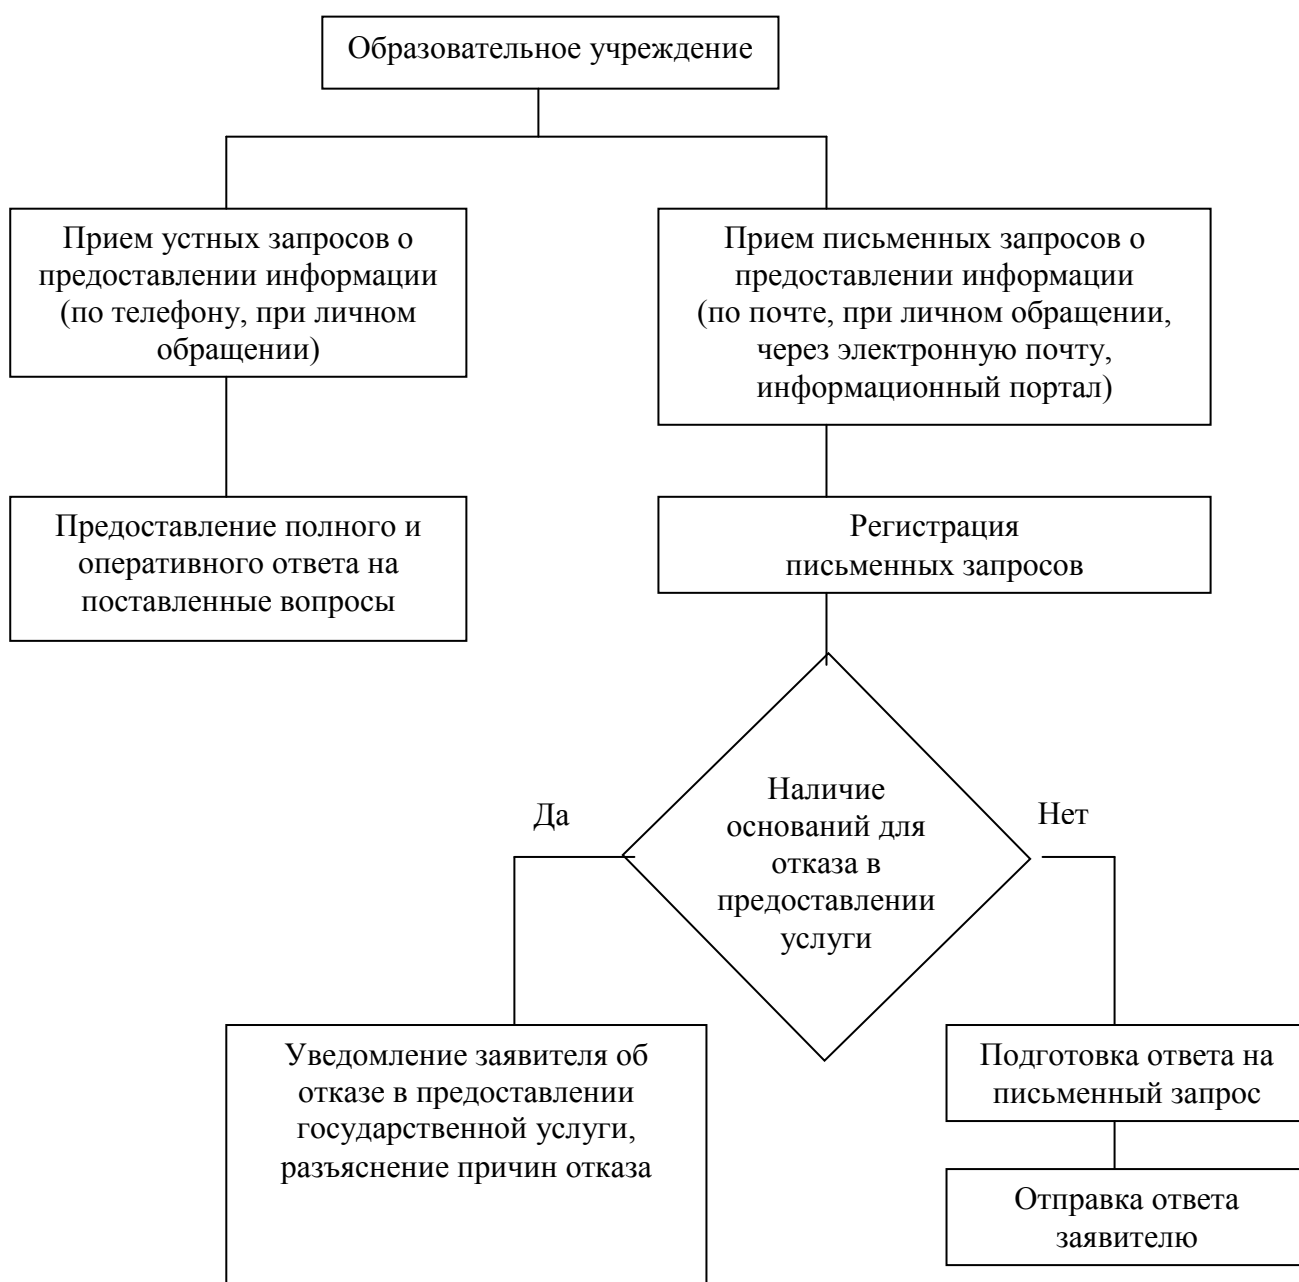 Образовательное учреждение
Прием устных запросов о
предоставлении информации
(по телефону, при личном
обращении)
Прием письменных запросов о
предоставлении информации
(по почте, при личном обращении,
через электронную почту,
информационный портал)
Предоставление полного и
оперативного ответа на
поставленные вопросы
Регистрация
письменных запросов
Да
Наличие
оснований для
отказа в
предоставлении
услуги
Нет
Уведомление заявителя об
отказе в предоставлении
государственной услуги,
разъяснение причин отказа
Подготовка ответа на
письменный запрос
Отправка ответа
заявителю